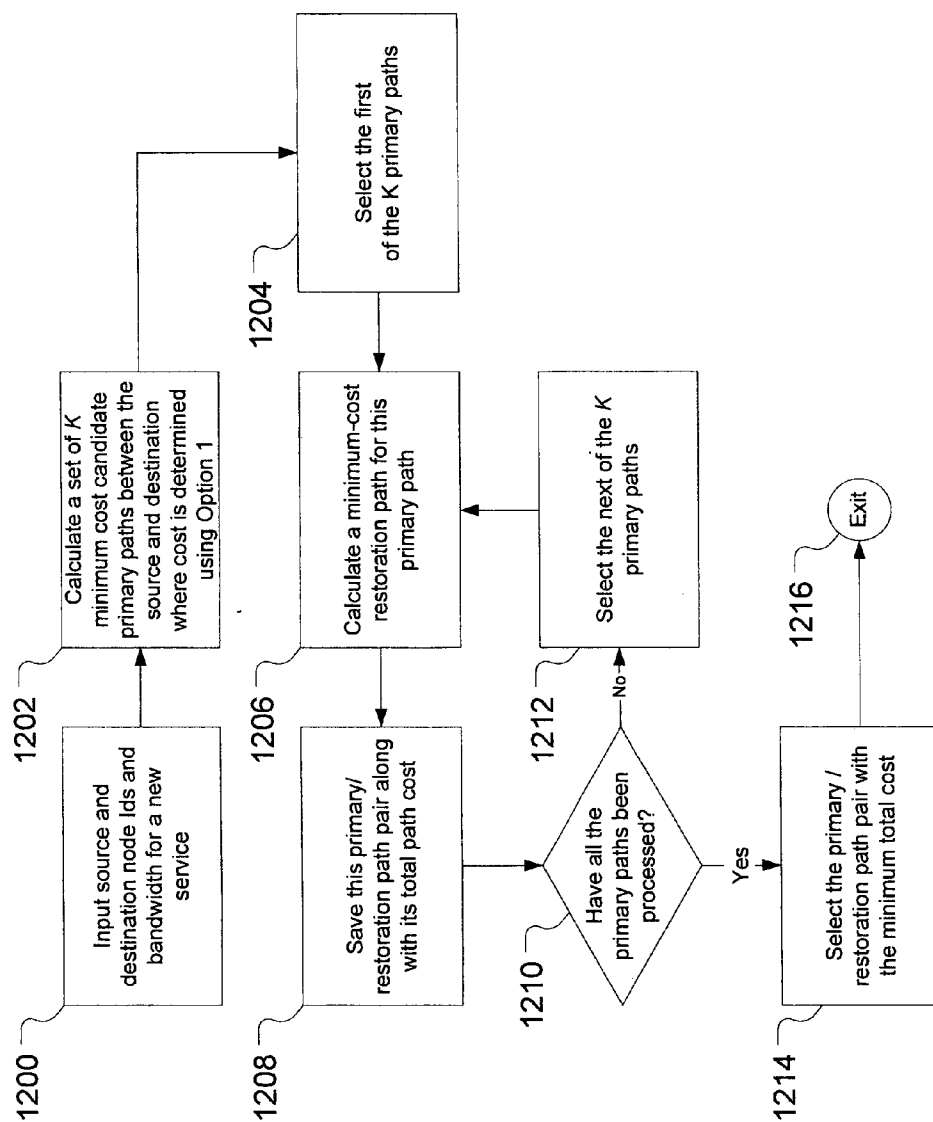 1200
Input source and
destination node Ids and
bandwidth for a new
service
1202
Calculate a set of K
minimum cost candidate
primary paths between the
source and destination
where cost is determined
using Option 1
1204
Select the first
of the K primary paths
1206
Calculate a minimum-cost
restoration path for this
primary path
1208
Save this primary/
restoration path pair along
with its total path cost
1210
Have all the
primary paths been
processed?
No
1212
Select the next of the K
primary paths
Yes
1214
Select the primary /
restoration path pair with
the minimum total cost
1216
Exit